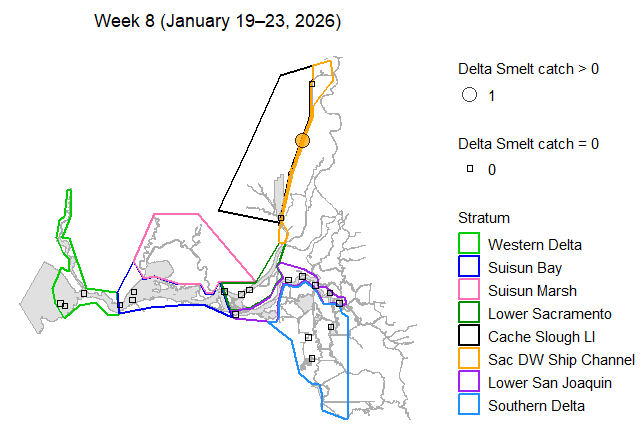 Week 8 (January 19–23, 2026)
Delta Smelt catch > 0
1
Delta Smelt catch = 0
0
Stratum
Western Delta
Suisun Bay
Suisun Marsh
Lower Sacramento
Cache Slough LI
Sac DW Ship Channel
Lower San Joaquin
Southern Delta